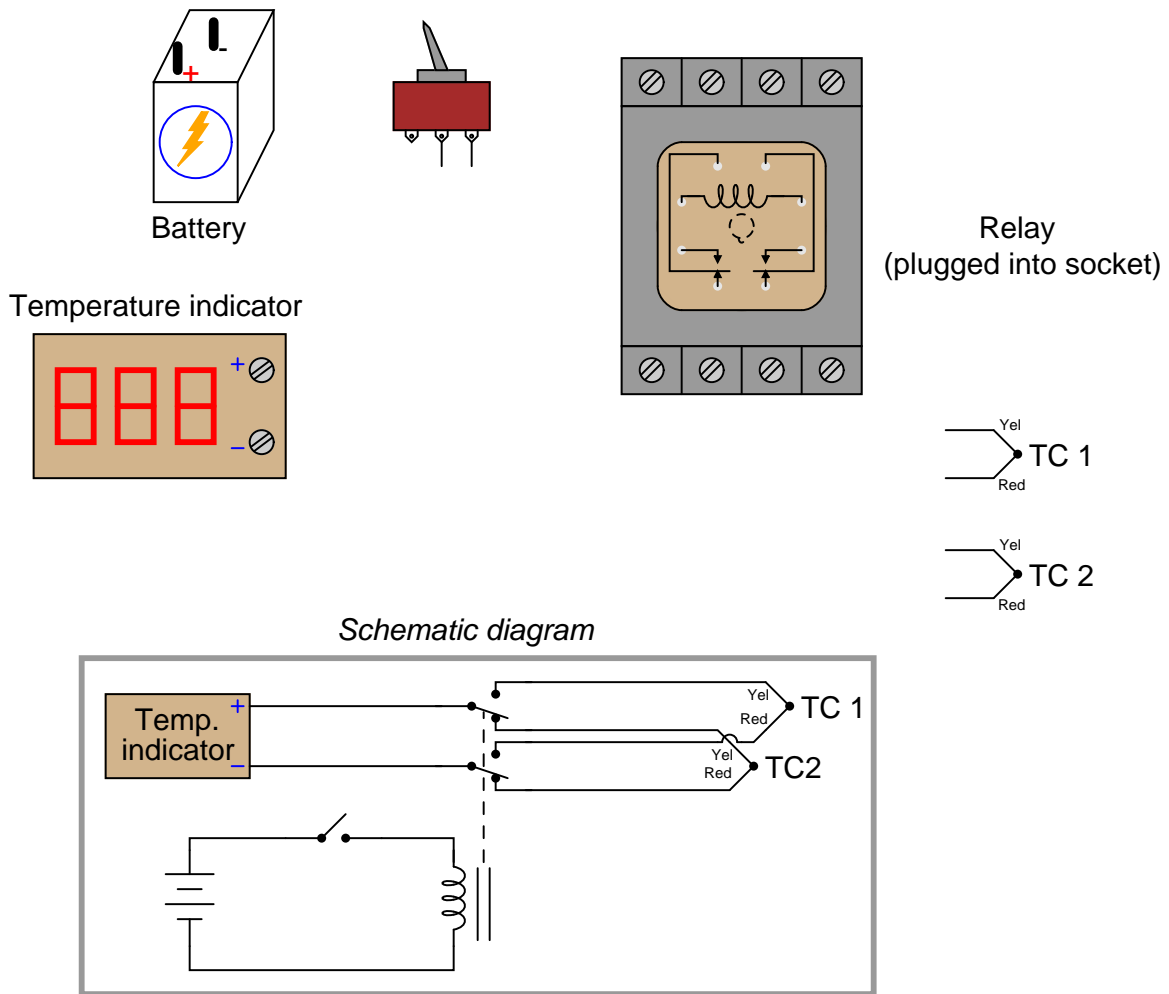 -
+
Battery
Relay
(plugged into socket)
Temperature indicator
+
888
−
Yel
TC 1
Red
Yel
TC 2
Red
Schematic diagram
Temp.
indicator
+
−
Yel
TC 1
Red
Yel
Red
TC2